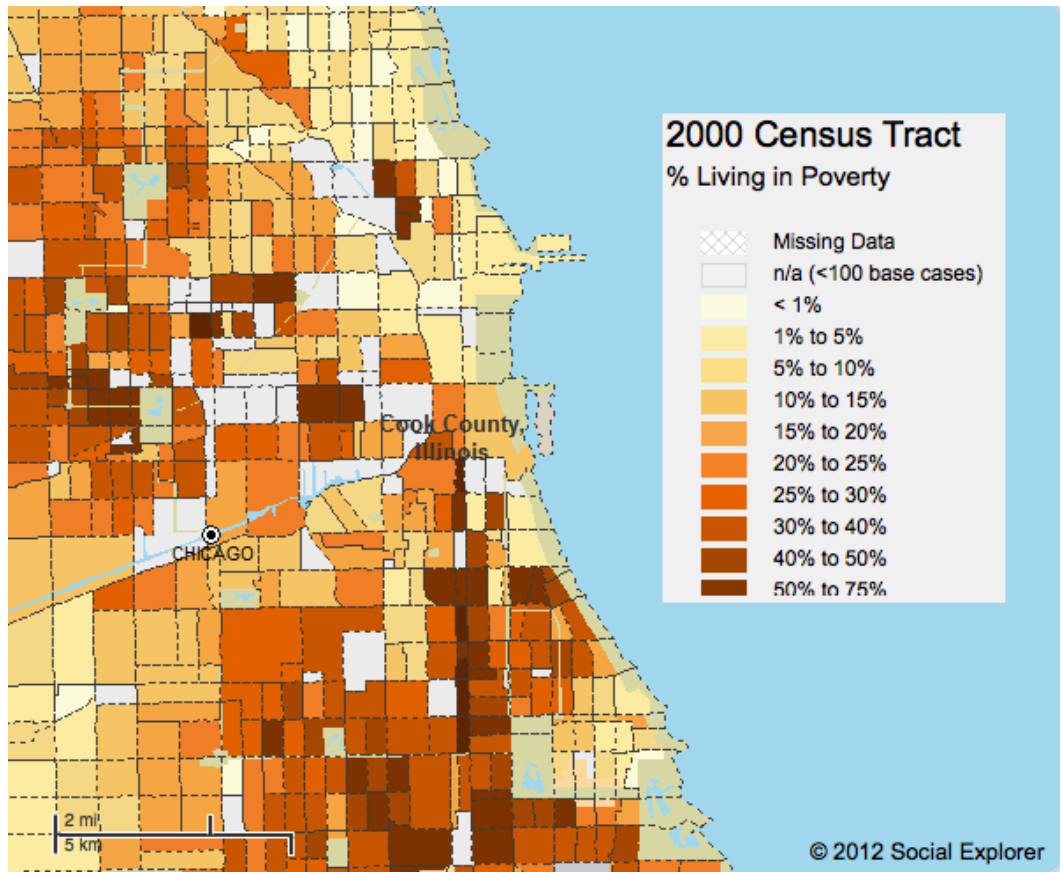 2000 Census Tract
% Living in Poverty
Missing Data
n/a (<100 base cases)
< 1%
1% to 5%
5% to 10%
10% to 15%
15% to 20%
20% to 25%
25% to 30%
30% to 40%
40% to 50%
50% to 75%
Cook County,
Illinois
CHICAGO
2 mi
5 km
© 2012 Social Explorer